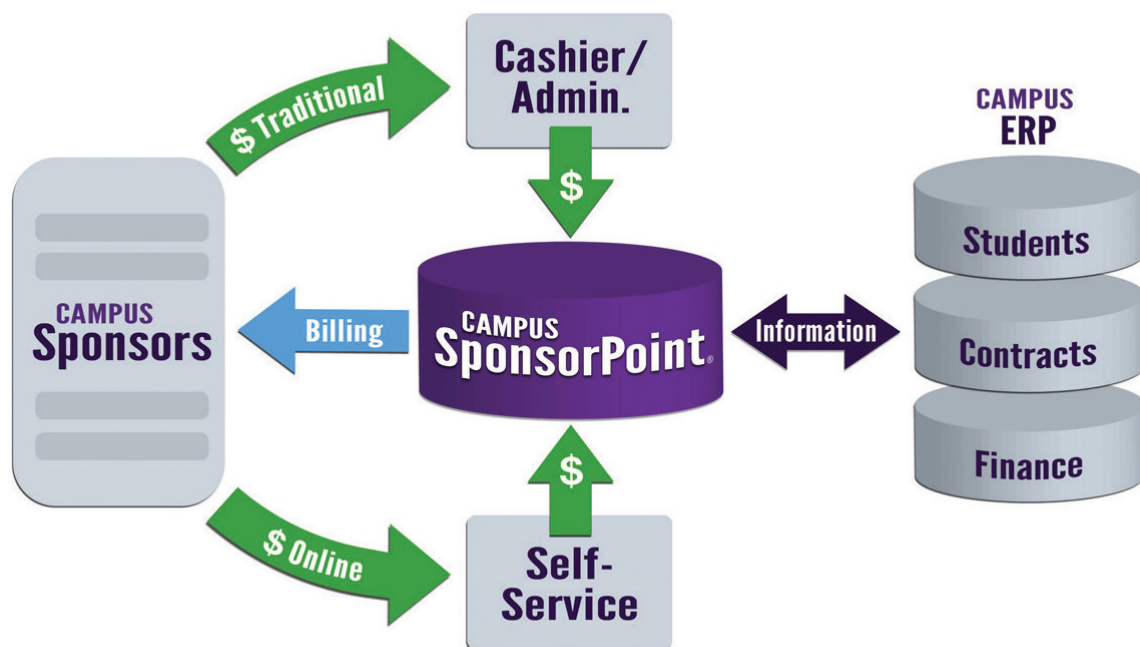 $ Traditional
Cashier/
Admin.
$
CAMPUS
ERP
Students
Contracts
Finance
CAMPUS
Sponsors
Billing
CAMPUS
SponsorPoint®
Information
$
$ Online
Self-
Service